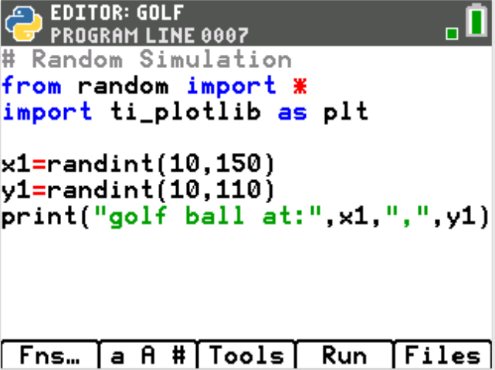 EDITOR: GOLF
PROGRAM LINE 0007
# Random Simulation
from random import *
import ti_plotlib as plt
x1=randint(10,150)
y1=randint(10,110)
print("golf ball at:",x1,",",y1)
Fns… a A # Tools Run Files